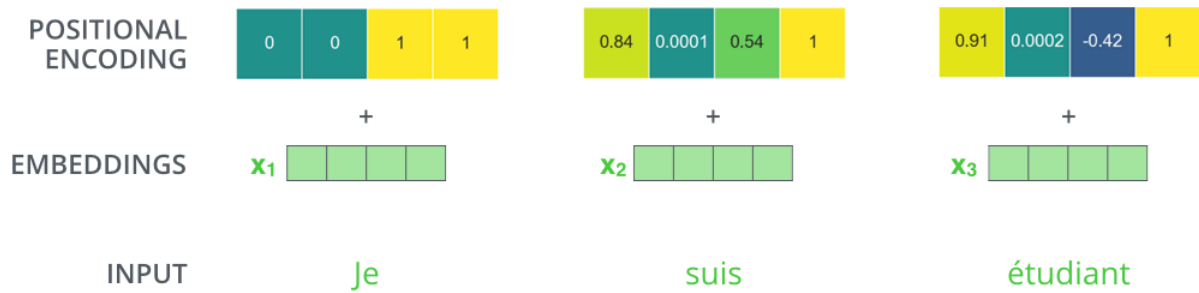 POSITIONAL ENCODING
0 0 1 1
0.84 0.0001 0.54 1
0.91 0.0002 -0.42 1
+ + +
EMBEDDINGS x1 x2 x3
INPUT Je suis étudiant